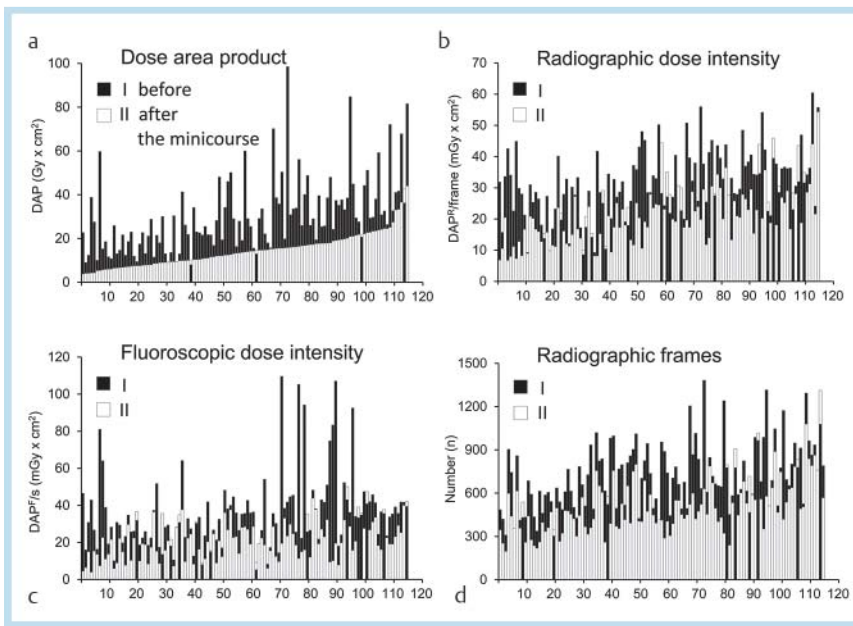 a
Dose area product
I before
II after
the minicourse
DAP (Gy x cm²)
100
80
60
40
20
0
10 20 30 40 50 60 70 80 90 100 110 120
b
Radiographic dose intensity
I
II
DAPᴿ/frame (mGy x cm²)
70
60
50
40
30
20
10
0
10 20 30 40 50 60 70 80 90 100 110 120
Fluoroscopic dose intensity
I
II
DAPᶠ/s (mGy x cm²)
120
100
80
60
40
20
0
10 20 30 40 50 60 70 80 90 100 110 120
c
Radiographic frames
I
II
Number (n)
1500
1200
900
600
300
0
10 20 30 40 50 60 70 80 90 100 110 120
d